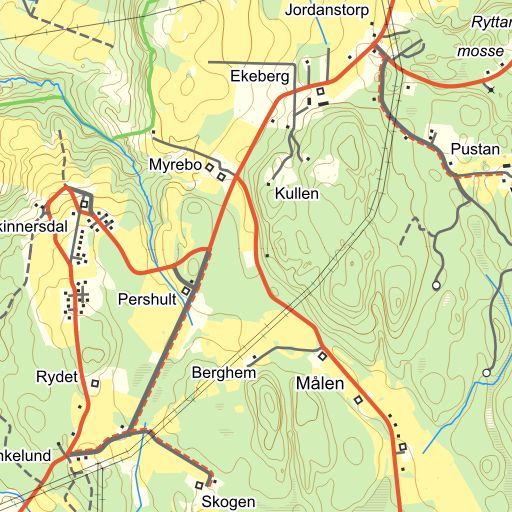 Jordanstorp
Ryttar
mosse
Ekeberg
Pustan
Myrebo
Kullen
kinnersdal
Pershult
Berghem
Målen
Rydet
nkelund
Skogen